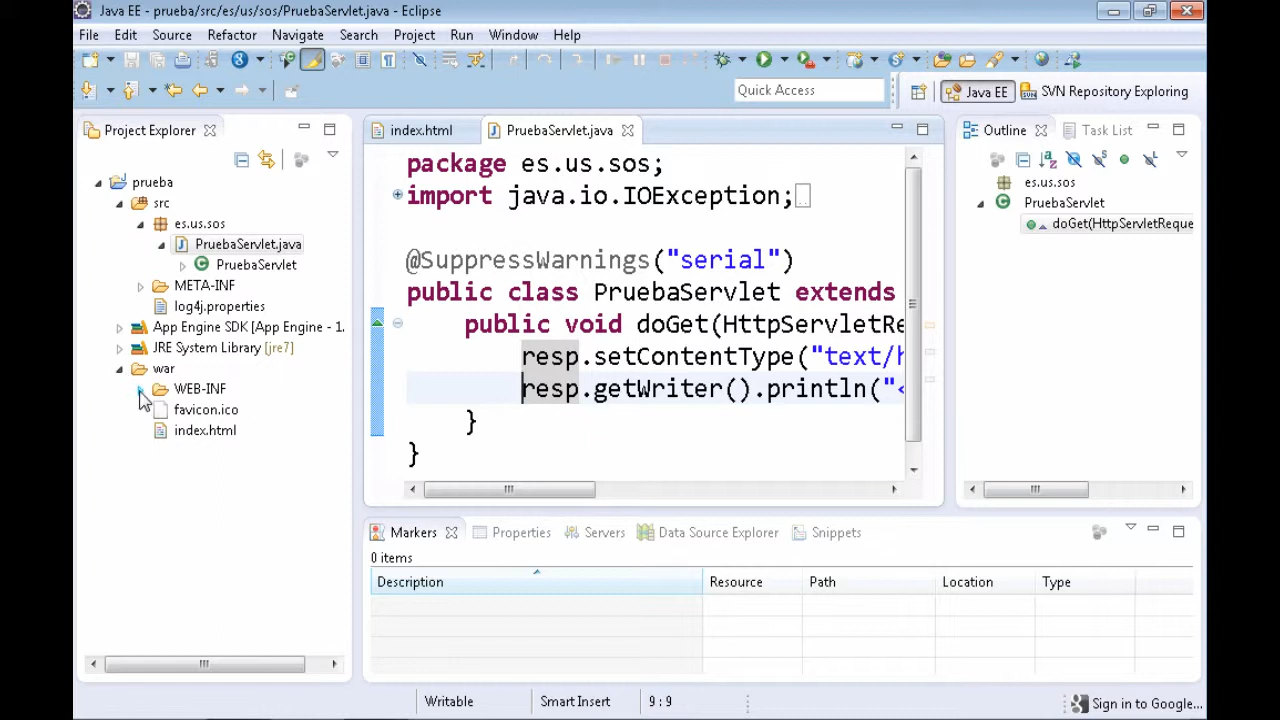 Java EE - prueba/src/es/us/sos/PruebaServlet.java - Eclipse
File Edit Source Refactor Navigate Search Project Run Window Help
Quick Access
Java EE
SVN Repository Exploring
Project Explorer
prueba
src
es.us.sos
PruebaServlet.java
PruebaServlet
META-INF
log4j.properties
App Engine SDK [App Engine - 1.
JRE System Library [jre7]
war
WEB-INF
favicon.ico
index.html
index.html
PruebaServlet.java
package es.us.sos;
import java.io.IOException;
@SuppressWarnings("serial")
public class PruebaServlet extends
public void doGet(HttpServletRe
resp.setContentType("text/h
resp.getWriter().println("<
}
}
Outline
Task List
es.us.sos
PruebaServlet
doGet(HttpServletReque
Markers
Properties
Servers
Data Source Explorer
Snippets
0 items
Description Resource Path Location Type
Writable
Smart Insert
9 : 9
Sign in to Google...